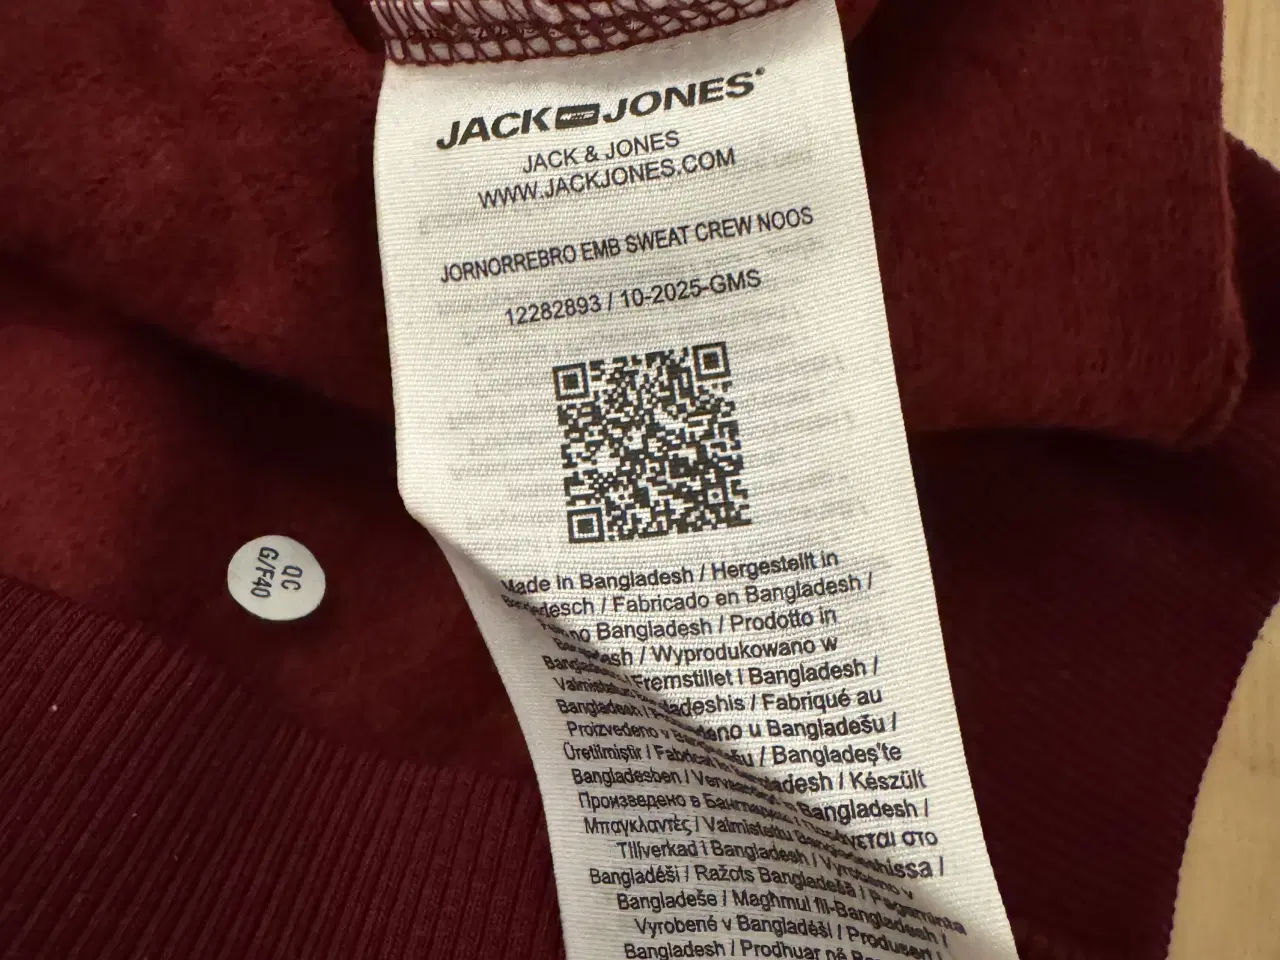 JACK JONES®
JACK & JONES
WWW.JACKJONES.COM
JORNORREBRO EMB SWEAT CREW NOOS
12282893 / 10-2025-GMS
QC
G/F40
Made in Bangladesh / Hergestellt in
/ Fabricado en Bangladesh /
Bangladesh / Prodotto in
/ Wyprodukowano w
Fremstillet i Bangladesh /
/ Fabriqué au
Bangladesh / u Bangladešu /
Proizvedeno v / Bangladeş'te
Üretilmiştir / / Készült
Bangladesben / Bangladesh /
Произведено в
Μπαγκλαντές / Valmistettu
Tillverkad i Bangladesh /
Bangladéši / Ražots Bangladešā /
Bangladeše / Magħmul fil-Bangladesh /
Vyrobené v Bangladéši /
Bangladesh / Prodhuar në